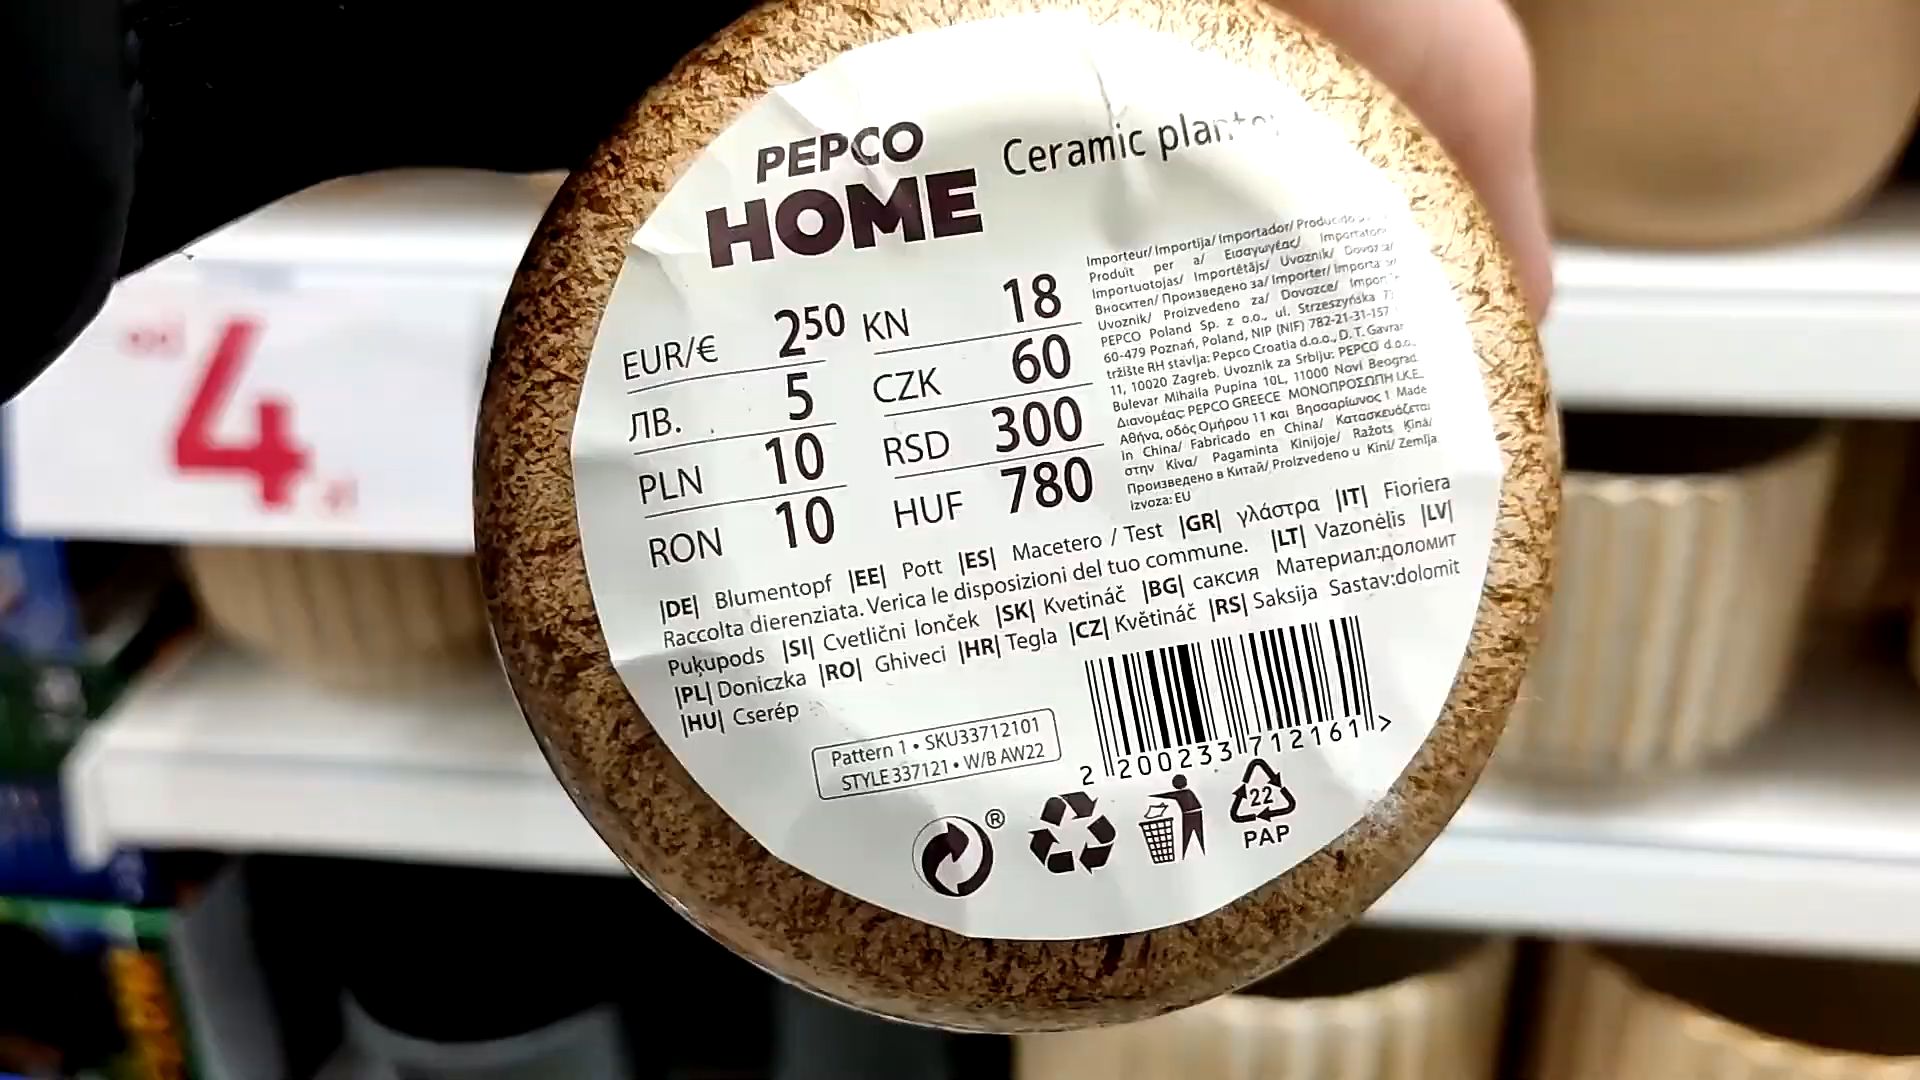 PEPCO
HOME
Ceramic planter
EUR/€ 2⁵⁰ KN 18
ЛВ. 5 CZK 60
PLN 10 RSD 300
RON 10 HUF 780
Importeur/ Importija/ Importador/ Producido
Produit per a/ Εισαγωγέας/ Importatori
Importuotojas/ Importētājs/ Uvoznik/
Вносител/ Произведено за/ Importer/
Uvoznik/ Proizvedeno za/ Dovozce/
PEPCO Poland Sp. z o.o., ul. Strzeszyńska
60-479 Poznań, Poland, NIP (NIF) 782-21-31-157
tržište RH stavlja: Pepco Croatia d.o.o., D. T. Gavran
11, 10020 Zagreb. Uvoznik za Srbiju: PEPCO d.o.o.
Bulevar Mihaila Pupina 10L, 11000 Novi Beograd
Διανομέας PEPCO GREECE ΜΟΝΟΠΡΟΣΩΠΗ Ι.Κ.Ε.
Αθήνα, οδός Ομήρου 11 και Βησσαρίωνος 1 Made
in China/ Fabricado en China/ Κατασκευάζεται
στην Κίνα/ Pagaminta Kinijoje/ Ražots Ķīnā/
Произведено в Китай/ Proizvedeno u Kini/ Zemlja
Izvoza: EU
|DE| Blumentopf |EE| Pott |ES| Macetero / Test |GR| γλάστρα |IT| Fioriera
Raccolta dierenziata. Verica le disposizioni del tuo commune. |LT| Vazonėlis |LV|
Puķupods |SI| Cvetlični lonček |SK| Kvetináč |BG| саксия Материал:доломит
|PL| Doniczka |RO| Ghiveci |HR| Tegla |CZ| Květináč |RS| Saksija Sastav:dolomit
|HU| Cserép
Pattern 1 • SKU33712101
STYLE 337121 • W/B AW22
2 200233 712161 >
®
22
PAP
od 4 zł